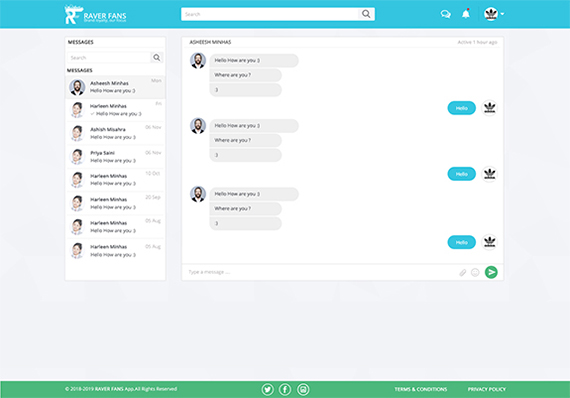 RAVER FANS
Search
MESSAGES
Search
MESSAGES
Asheesh Minhas
Mon
Hello How are you :)
Harleen Minhas
Fri
Hello How are you :)
Ashish Misahra
06 Nov
Hello How are you :)
Priya Saini
06 Nov
Hello How are you :)
Harleen Minhas
10 Oct
Hello How are you :)
Harleen Minhas
20 Sep
Hello How are you :)
Harleen Minhas
05 Aug
Hello How are you :)
Harleen Minhas
05 Aug
Hello How are you :)
ASHEESH MINHAS
Active 1 hour ago
Hello How are you :)
Where are you ?
:)
Hello
Hello How are you :)
Where are you ?
:)
Hello
Hello How are you :)
Where are you ?
:)
Hello
Type a message ...
© 2018-2019 RAVER FANS App.All Rights Reserved
TERMS & CONDITIONS
PRIVACY POLICY